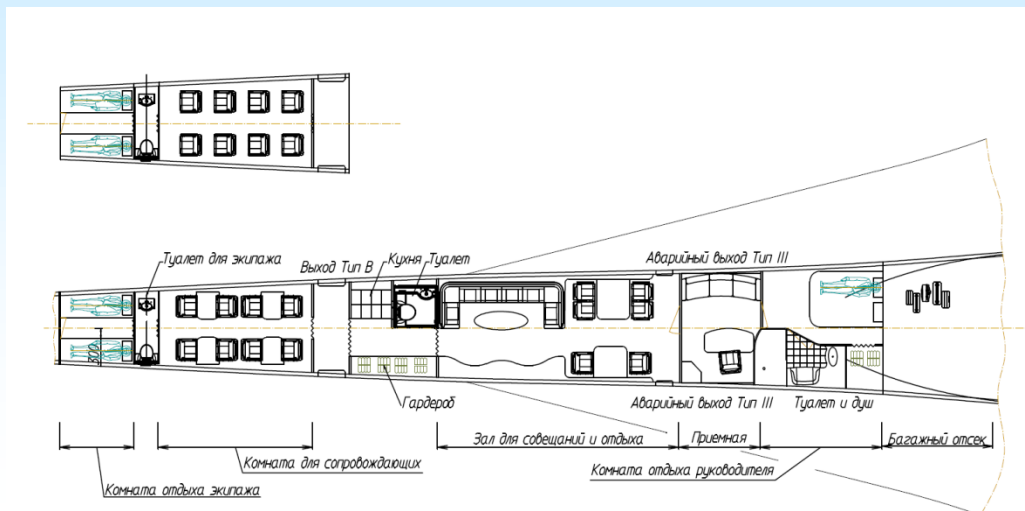 Туалет для экипажа
Выход Тип В
Кухня
Туалет
Аварийный выход Тип III
800
Гардероб
Аварийный выход Тип III
Туалет и душ
Зал для совещаний и отдыха
Приемная
Багажный отсек
Комната для сопровождающих
Комната отдыха руководителя
Комната отдыха экипажа